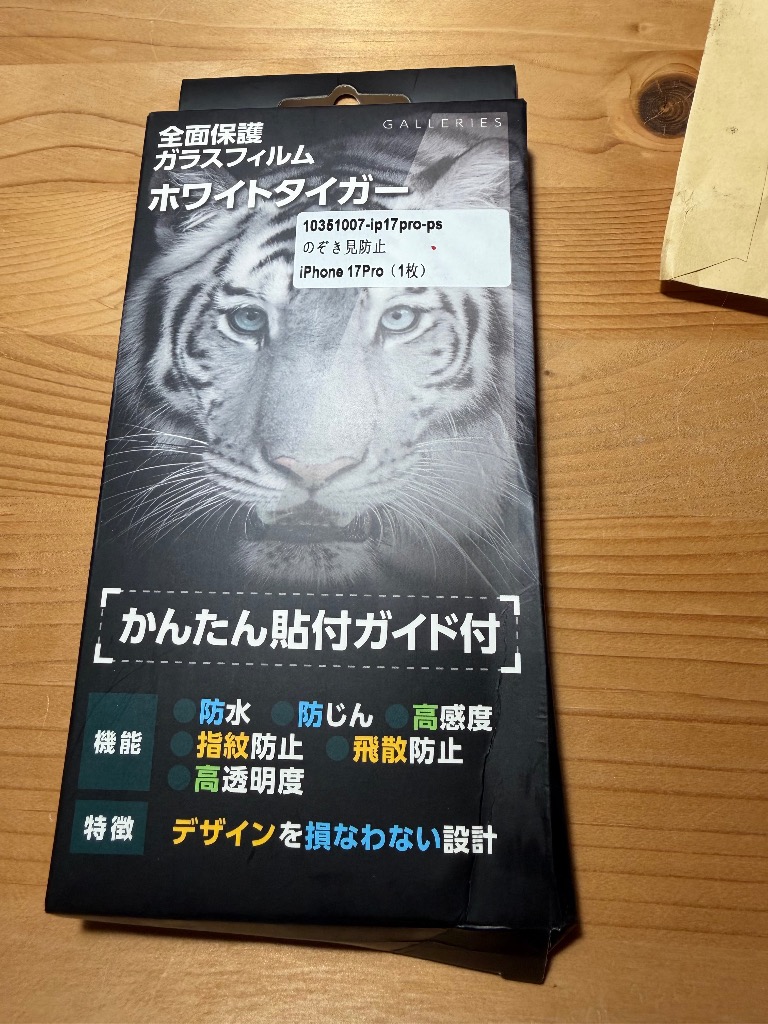 GALLERIES
全面保護
ガラスフィルム
ホワイトタイガー
10351007-ip17pro-ps
のぞき見防止
iPhone 17Pro（1枚）
かんたん貼付ガイド付
機能
防水 防じん 高感度
指紋防止 飛散防止
高透明度
特徴
デザインを損なわない設計